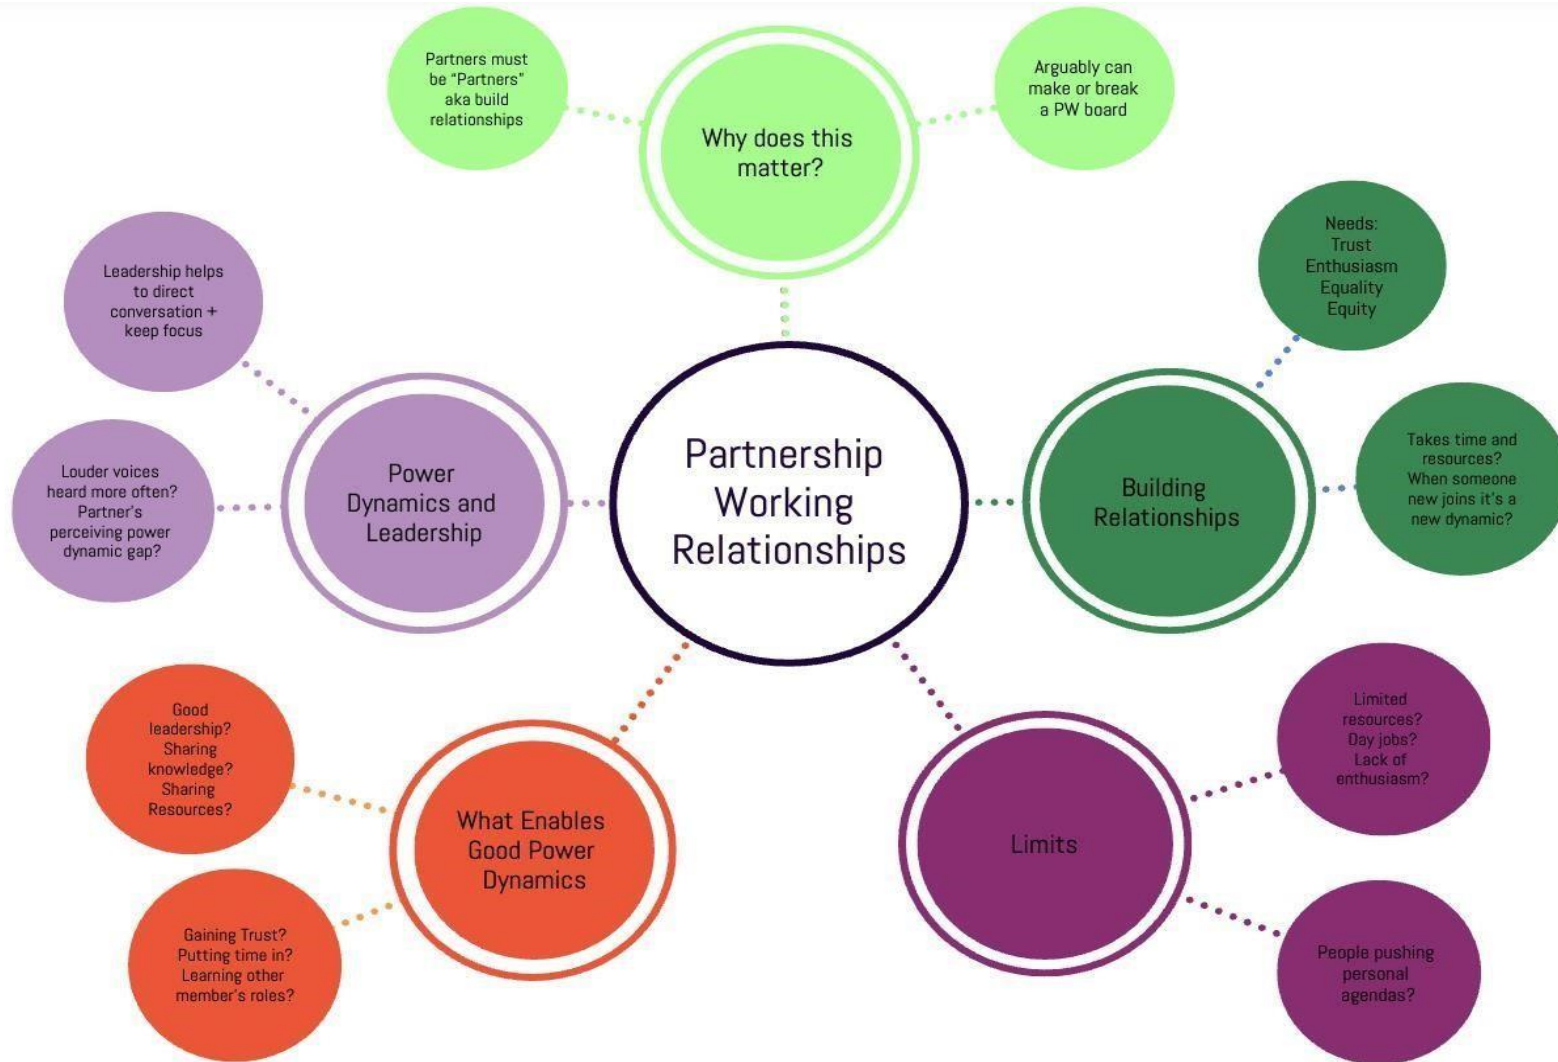 Partners must
be “Partners”
aka build
relationships
Why does this
matter?
Arguably can
make or break
a PW board
Leadership helps
to direct
conversation +
keep focus
Louder voices
heard more often?
Partner's
perceiving power
dynamic gap?
Power
Dynamics and
Leadership
Partnership
Working
Relationships
Building
Relationships
Needs:
Trust
Enthusiasm
Equality
Equity
Takes time and
resources?
When someone
new joins it's a
new dynamic?
Good
leadership?
Sharing
knowledge?
Sharing
Resources?
Gaining Trust?
Putting time in?
Learning other
member's roles?
What Enables
Good Power
Dynamics
Limits
Limited
resources?
Day jobs?
Lack of
enthusiasm?
People pushing
personal
agendas?